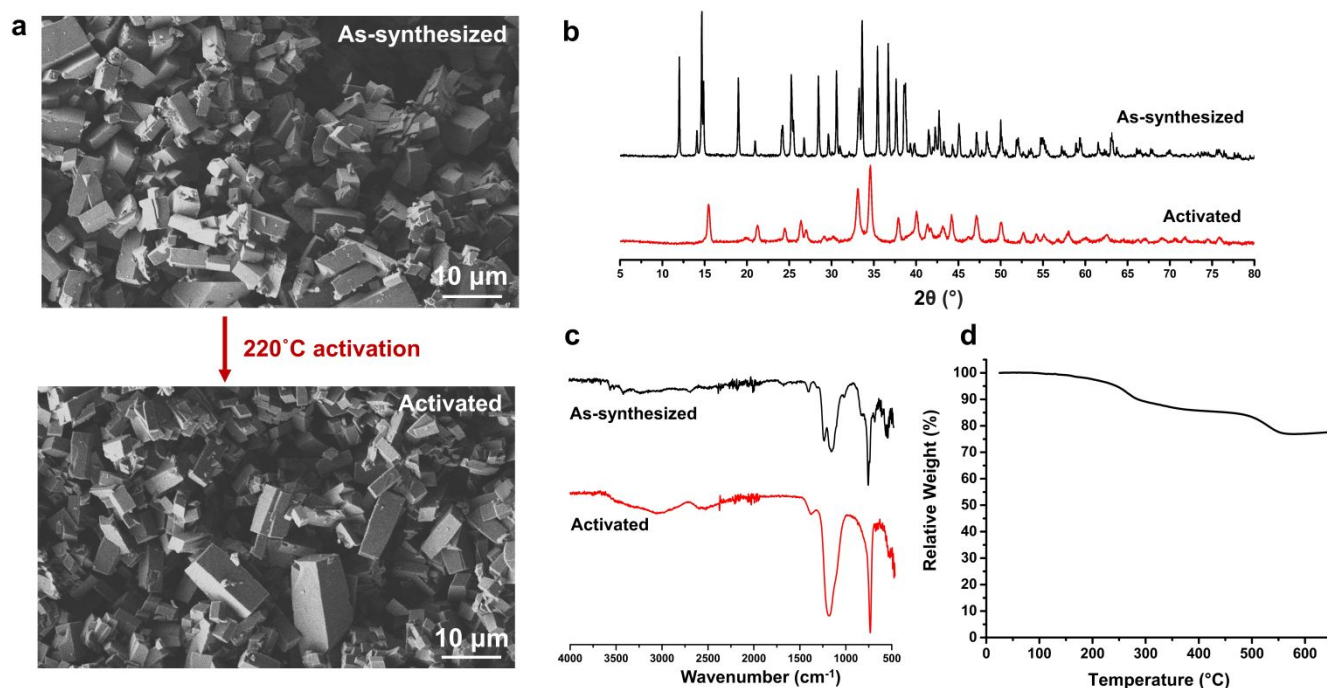 a
As-synthesized
10 µm
220°C activation
Activated
10 µm
b
As-synthesized
Activated
5 10 15 20 25 30 35 40 45 50 55 60 65 70 75 80
2θ (°)
c
As-synthesized
Activated
4000 3500 3000 2500 2000 1500 1000 500
Wavenumber (cm⁻¹)
d
100
90
80
70
60
50
40
30
20
10
0
Relative Weight (%)
0 100 200 300 400 500 600
Temperature (°C)